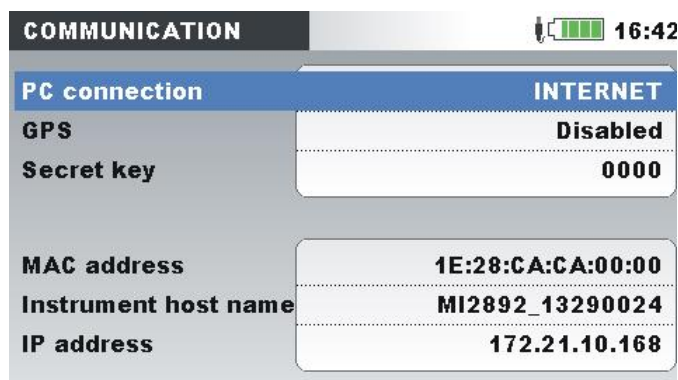 COMMUNICATION 16:42
PC connection INTERNET
GPS Disabled
Secret key 0000
MAC address 1E:28:CA:CA:00:00
Instrument host name MI2892_13290024
IP address 172.21.10.168